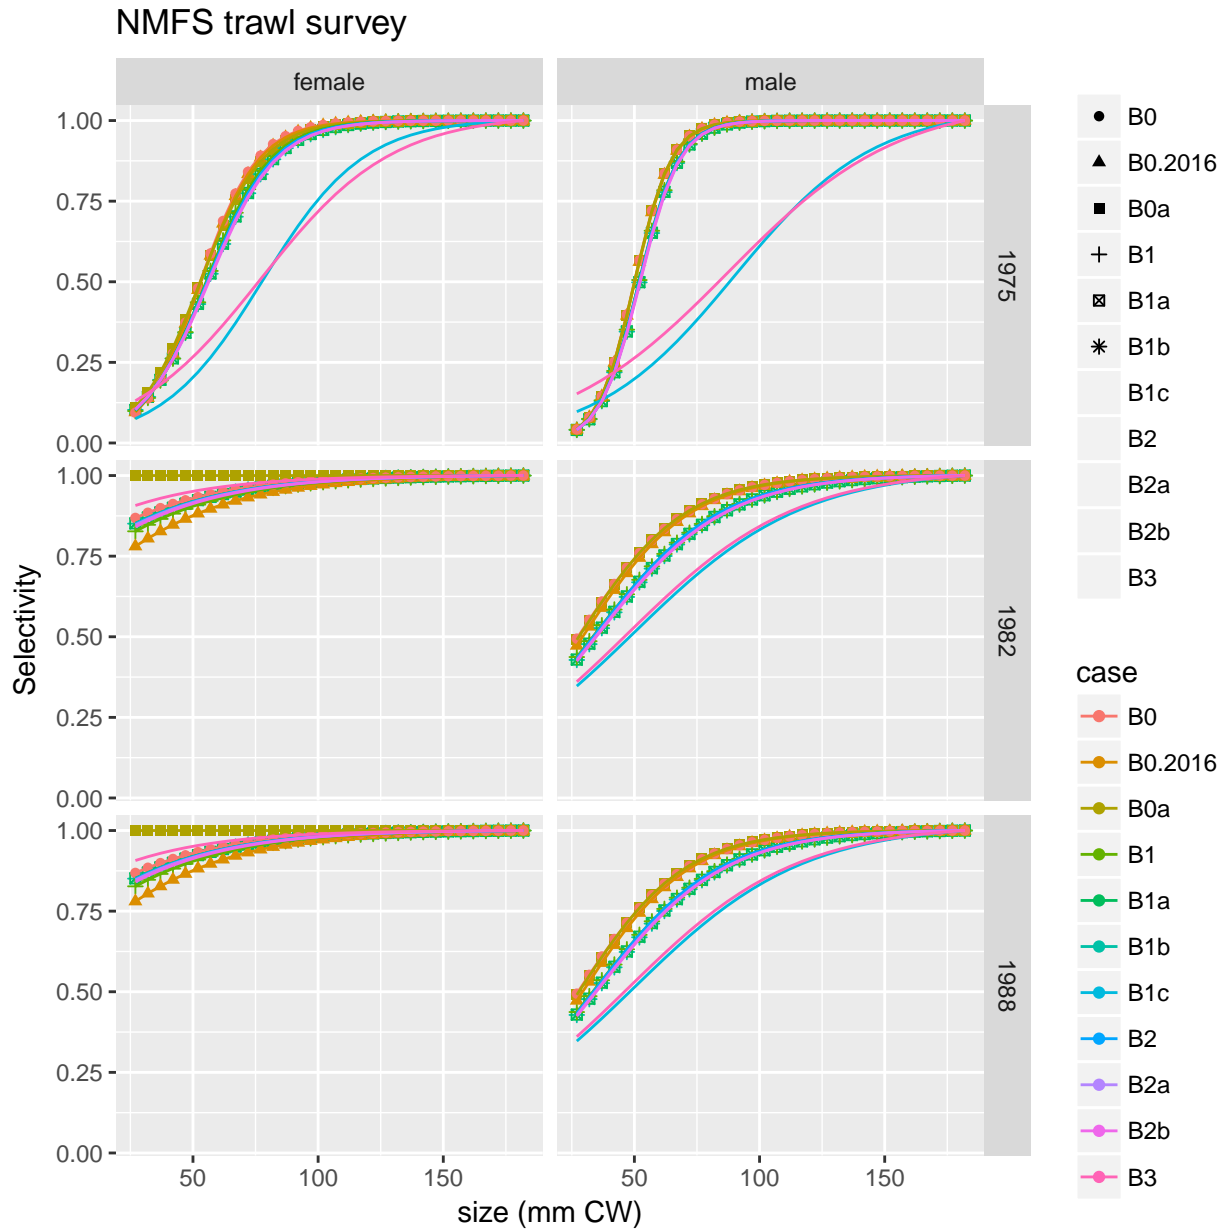 NMFS trawl survey
female
male
1.00
0.75
0.50
0.25
0.00
1975
1.00
0.75
0.50
0.25
0.00
1982
1.00
0.75
0.50
0.25
0.00
1988
Selectivity
50
100
150
50
100
150
size (mm CW)
B0
B0.2016
B0a
B1
B1a
B1b
B1c
B2
B2a
B2b
B3
case
B0
B0.2016
B0a
B1
B1a
B1b
B1c
B2
B2a
B2b
B3